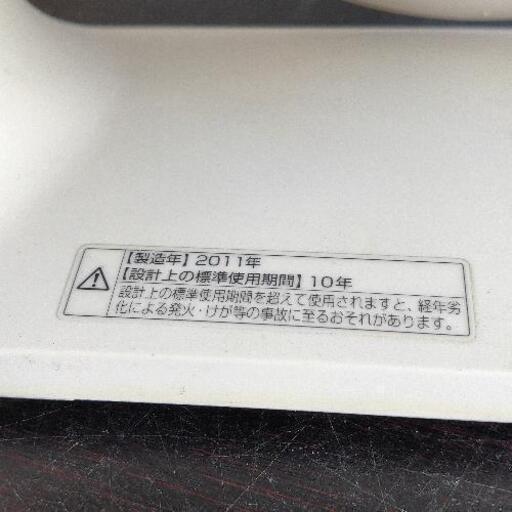 【製造年】2011年
【設計上の標準使用期間】10年
設計上の標準使用期間を超えて使用されますと、経年劣
化による発火・けが等の事故に至るおそれがあります。